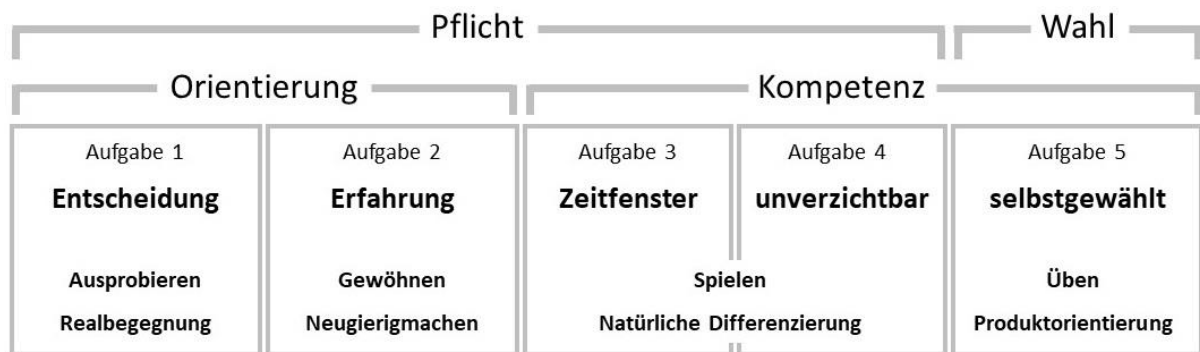 Pflicht Wahl
Orientierung Kompetenz
Aufgabe 1 Aufgabe 2 Aufgabe 3 Aufgabe 4 Aufgabe 5
Entscheidung Erfahrung Zeitfenster unverzichtbar selbstgewählt
Ausprobieren Gewöhnen Spielen Üben
Realbegegnung Neugierigmachen Natürliche Differenzierung Produktorientierung